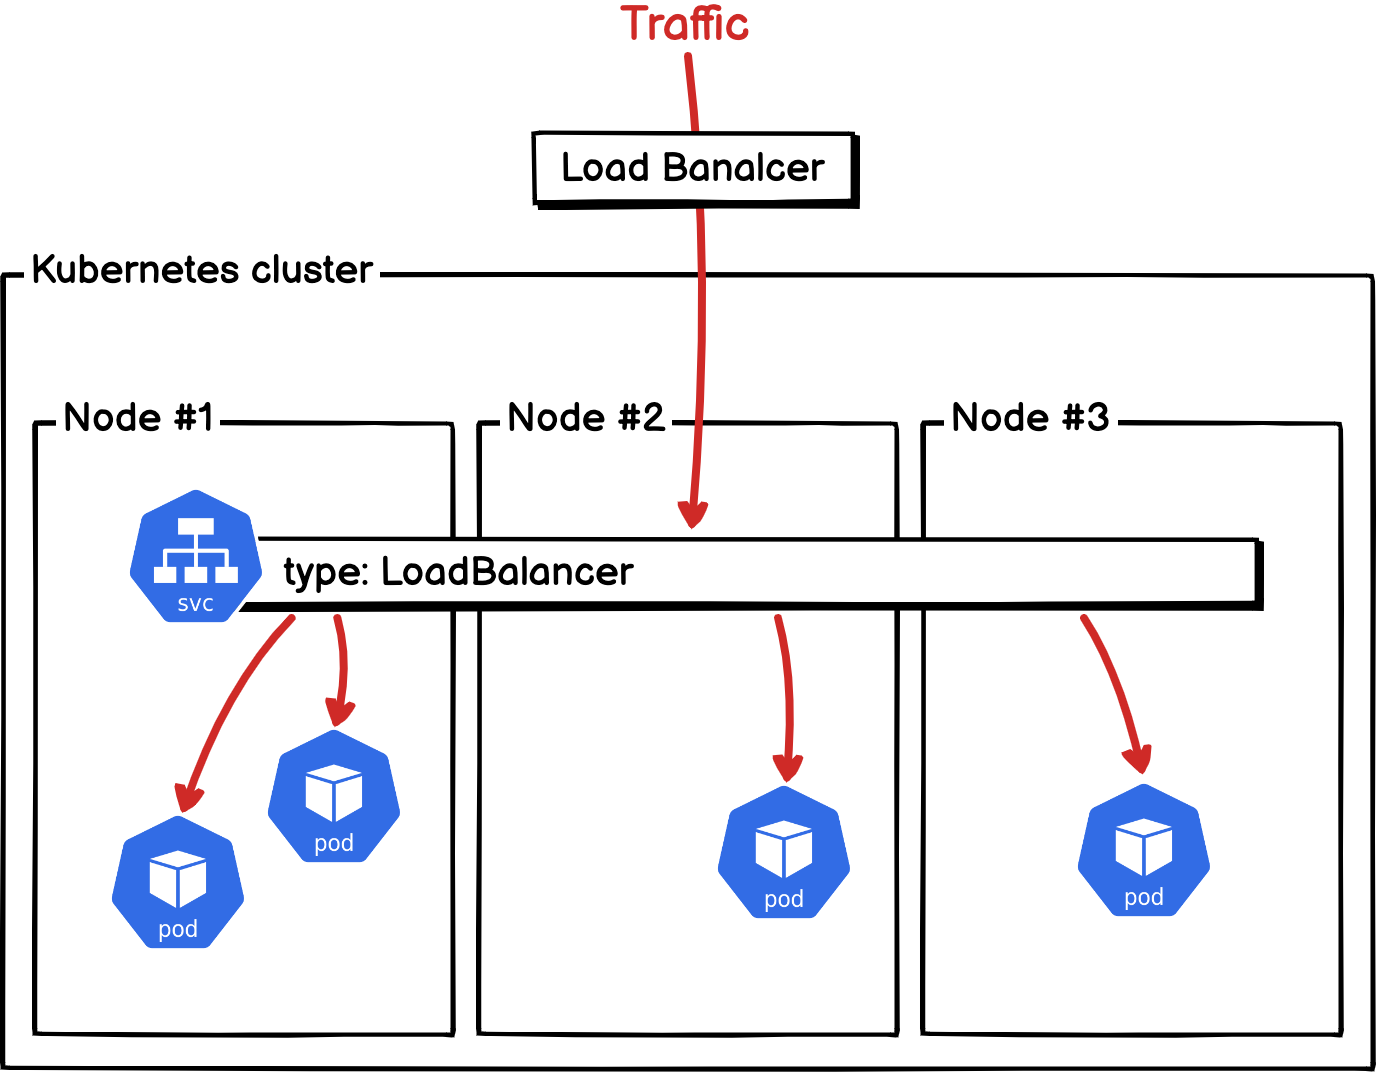 Traffic
Load Banalcer
Kubernetes cluster
Node #1
Node #2
Node #3
svc
type: LoadBalancer
pod
pod
pod
pod